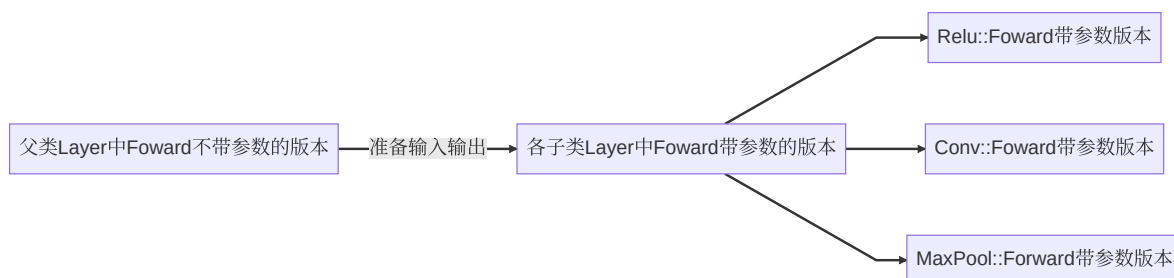 Relu::Foward带参数版本
父类Layer中Foward不带参数的版本
准备输入输出
各子类Layer中Foward带参数的版本
Conv::Foward带参数版本
MaxPool::Forward带参数版本